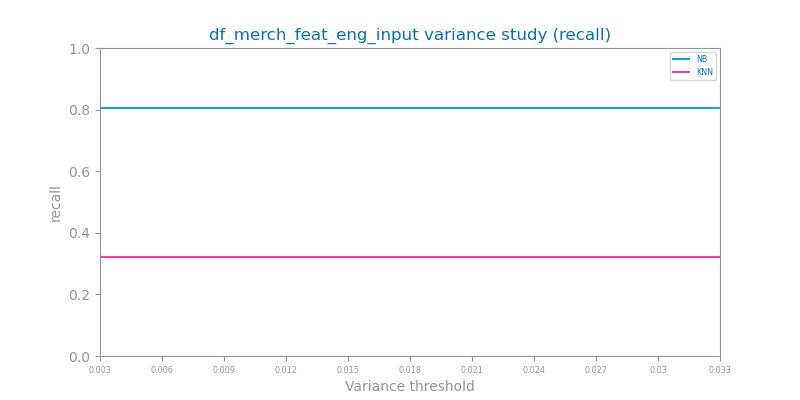 df_merch_feat_eng_input variance study (recall)
NB
KNN
1.0
0.8
0.6
0.4
0.2
0.0
recall
0.003 0.006 0.009 0.012 0.015 0.018 0.021 0.024 0.027 0.03 0.033
Variance threshold